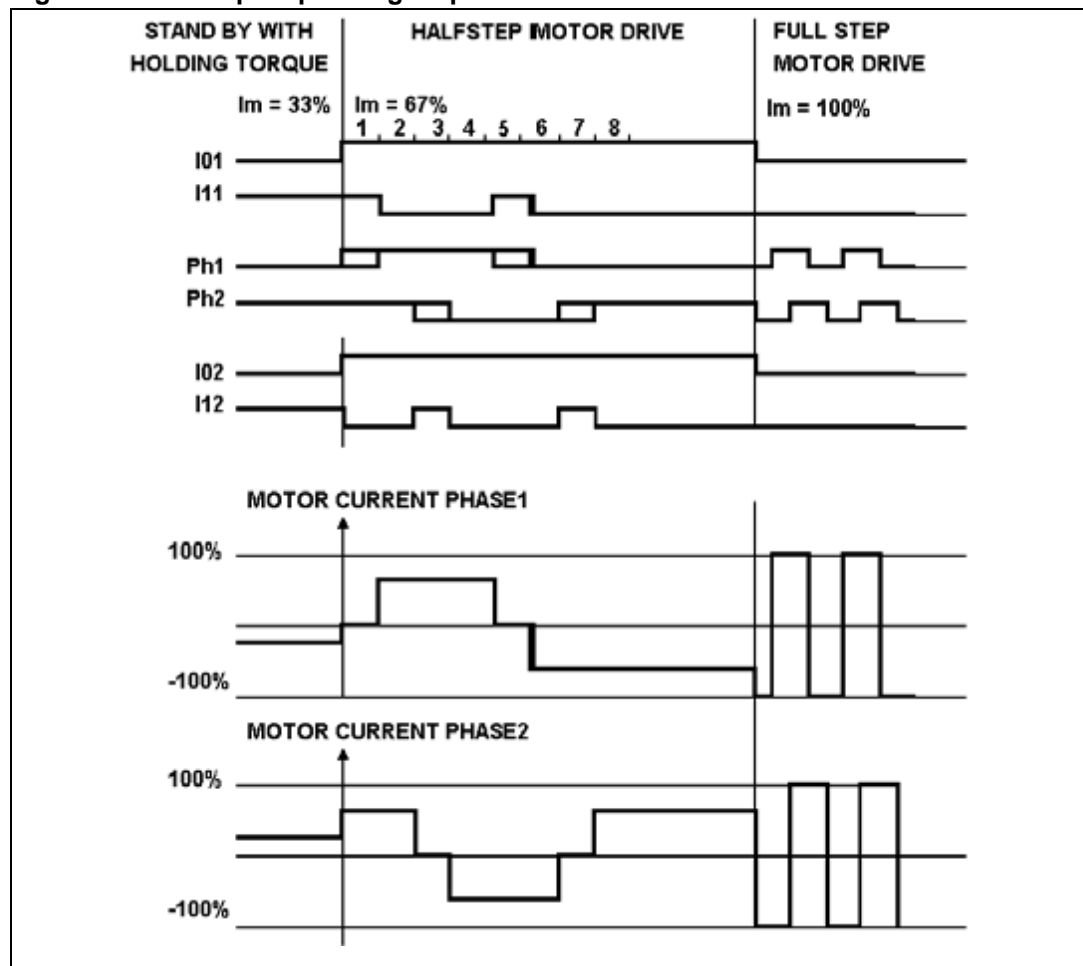 STAND BY WITH
HOLDING TORQUE
HALFSTEP MOTOR DRIVE
FULL STEP
MOTOR DRIVE
Im = 33%
Im = 67%
Im = 100%
1 2 3 4 5 6 7 8
I01
I11
Ph1
Ph2
I02
I12
MOTOR CURRENT PHASE1
100%
-100%
MOTOR CURRENT PHASE2
100%
-100%